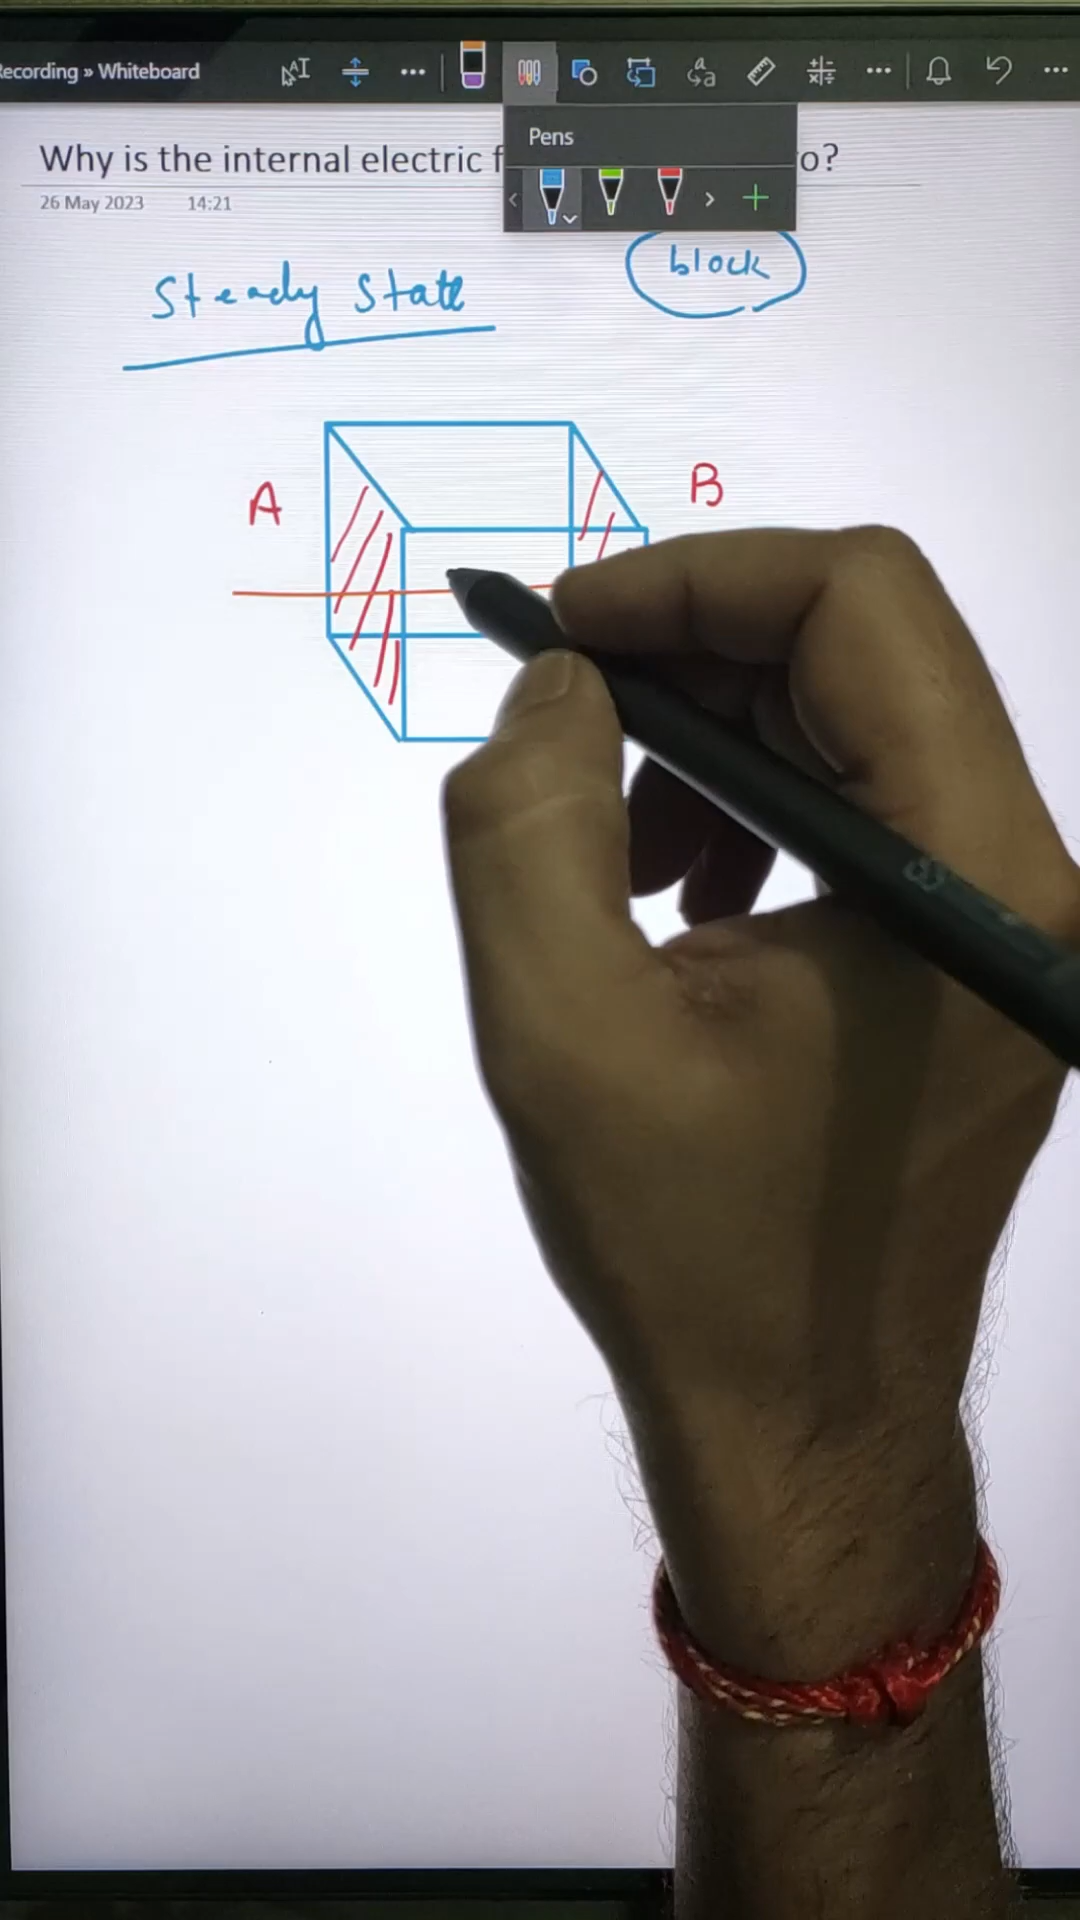 Recording » Whiteboard
Pens
Why is the internal electric f o?
26 May 2023 14:21
block
Steady State
A
B